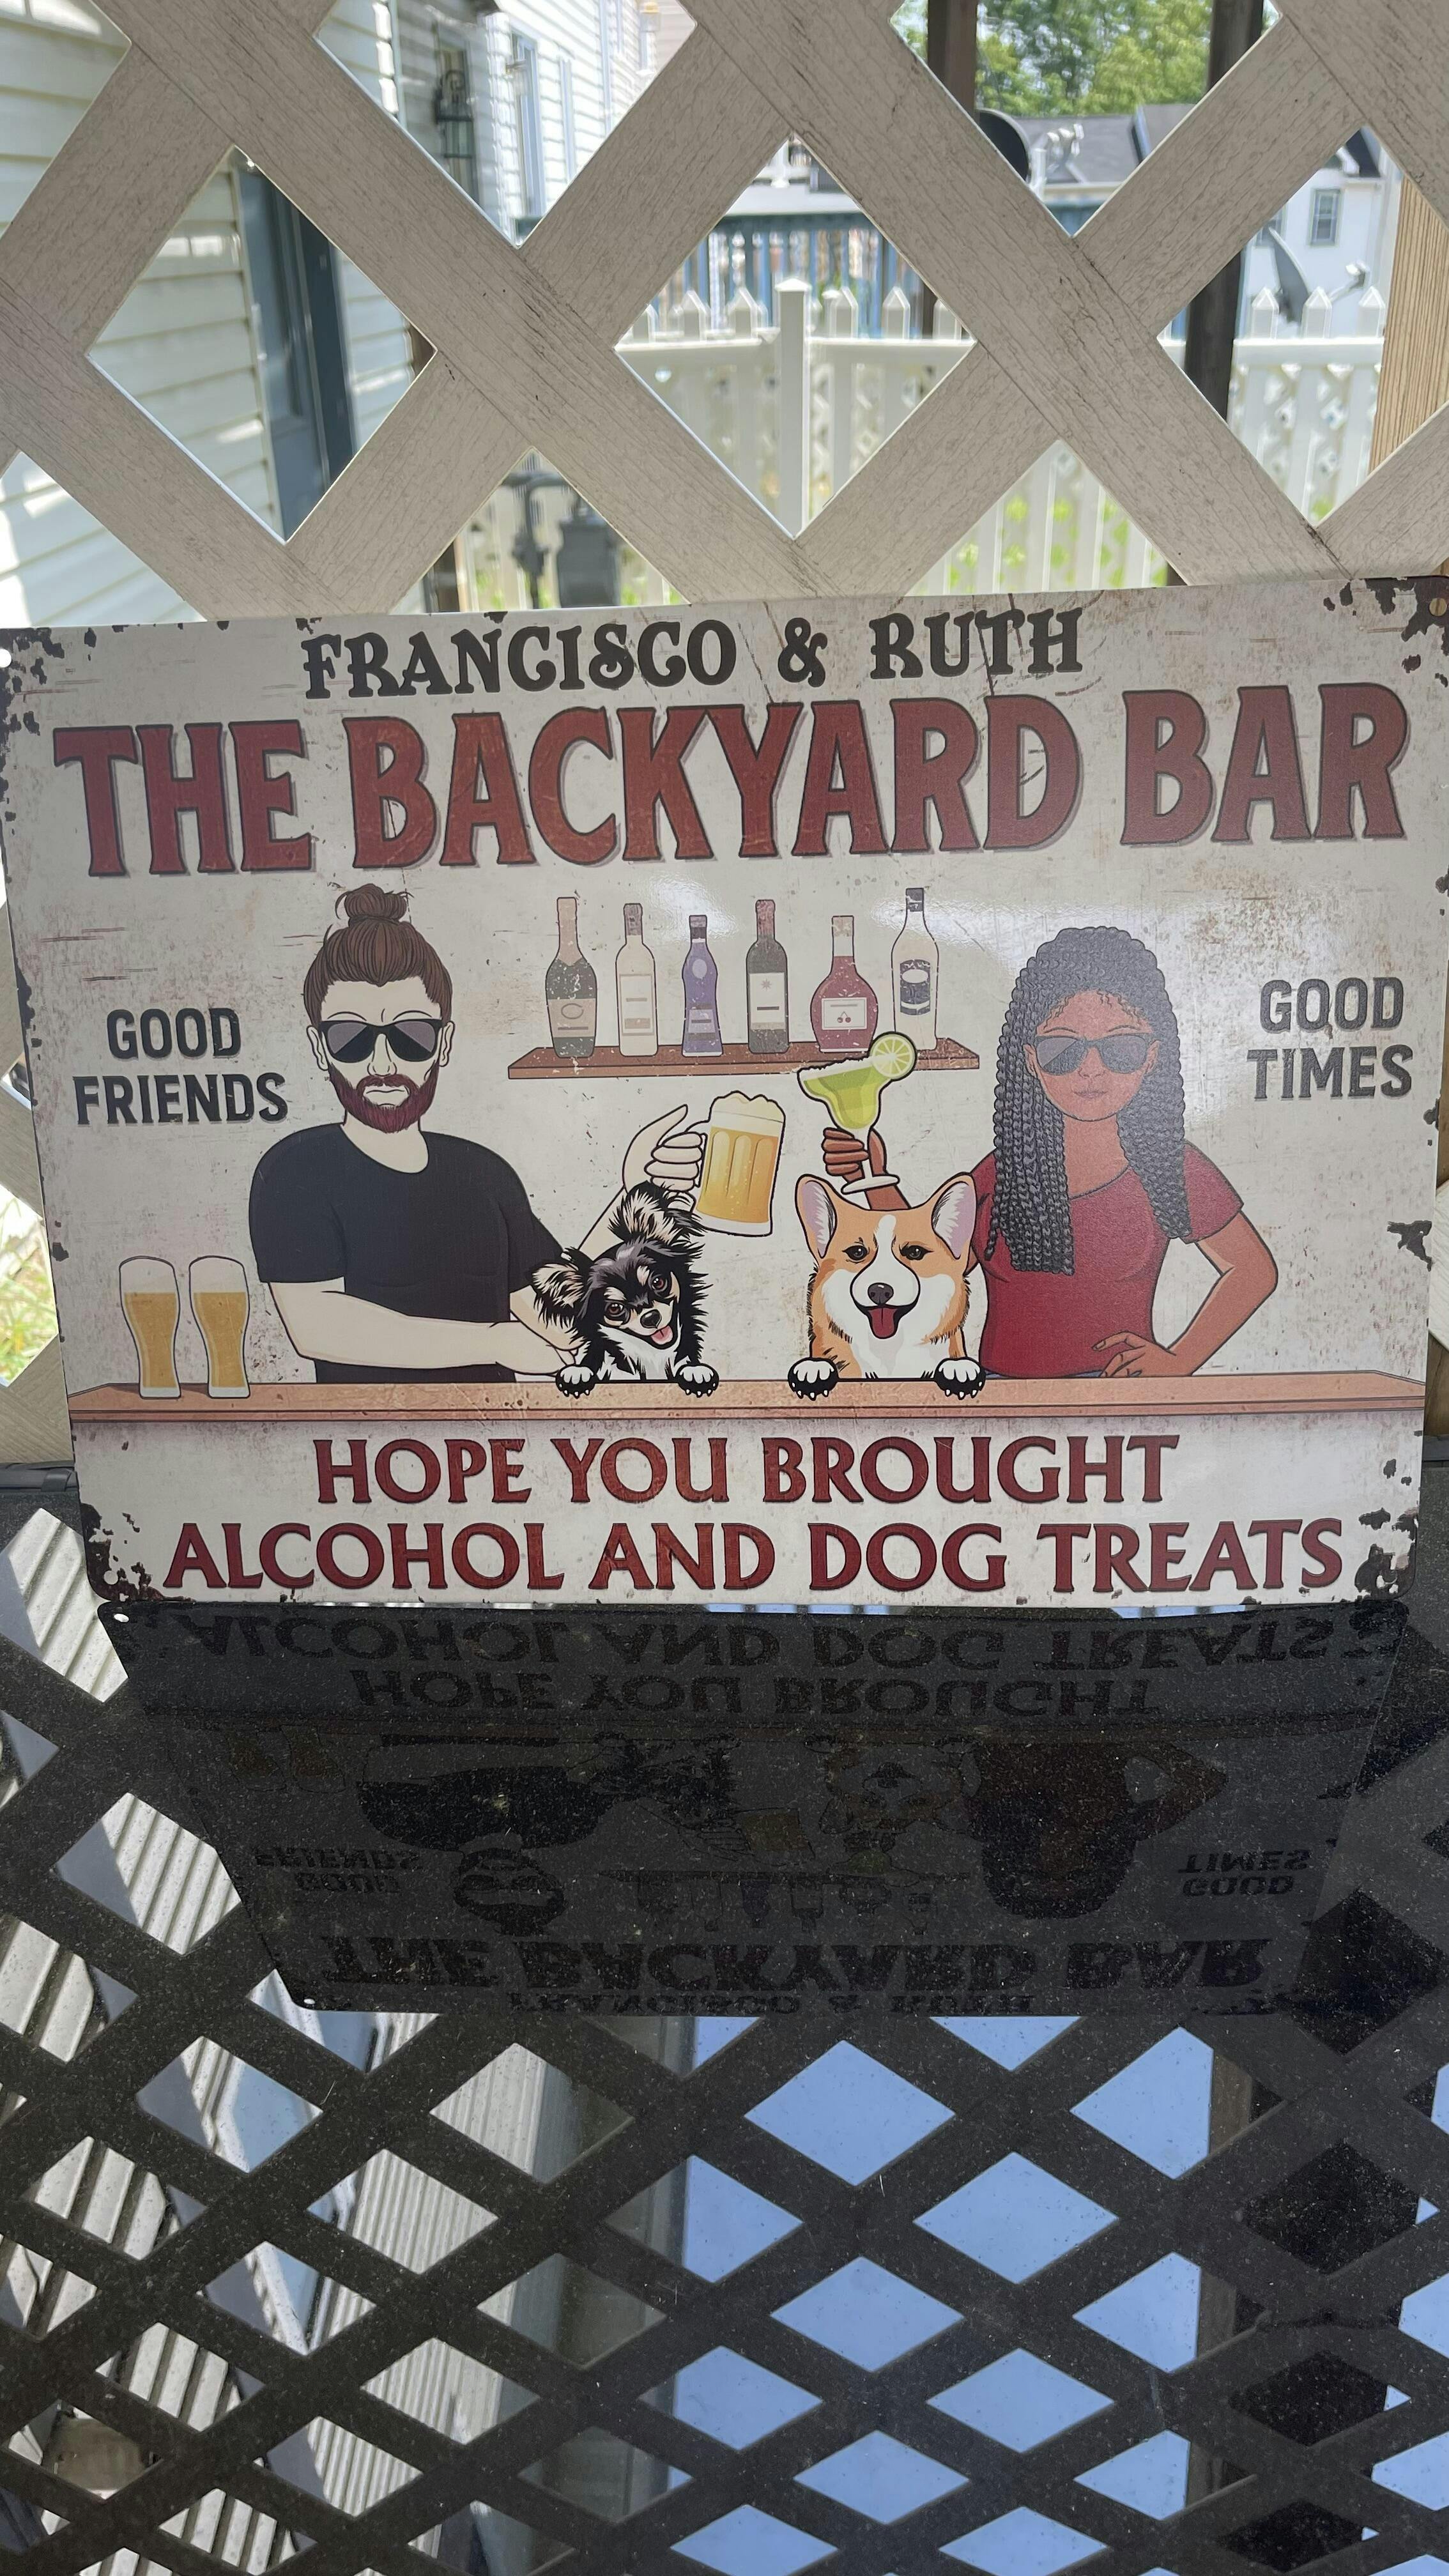 FRANCISCO & RUTH
THE BACKYARD BAR
GOOD
FRIENDS
GOOD
TIMES
HOPE YOU BROUGHT
ALCOHOL AND DOG TREATS